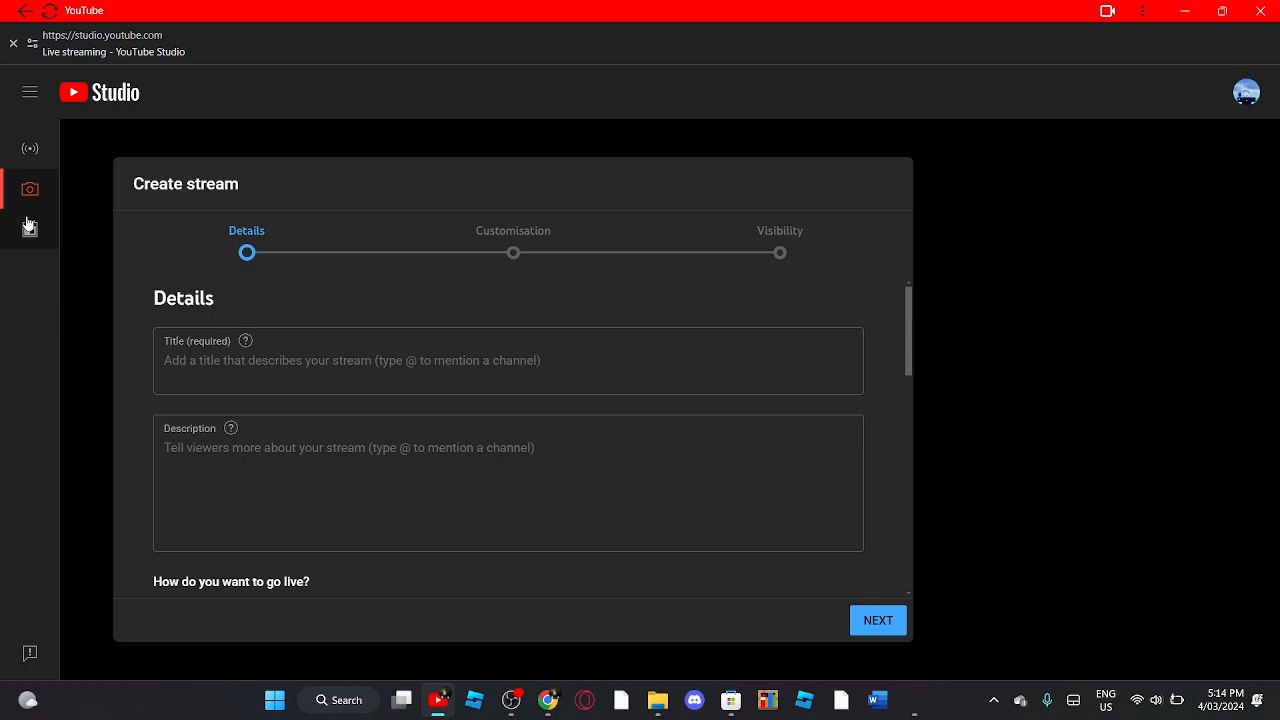 YouTube
https://studio.youtube.com
Live streaming - YouTube Studio
Studio
Create stream
Details
Customisation
Visibility
Details
Title (required) ?
Add a title that describes your stream (type @ to mention a channel)
Description ?
Tell viewers more about your stream (type @ to mention a channel)
How do you want to go live?
NEXT
Search
ENG
US
5:14 PM
4/03/2024